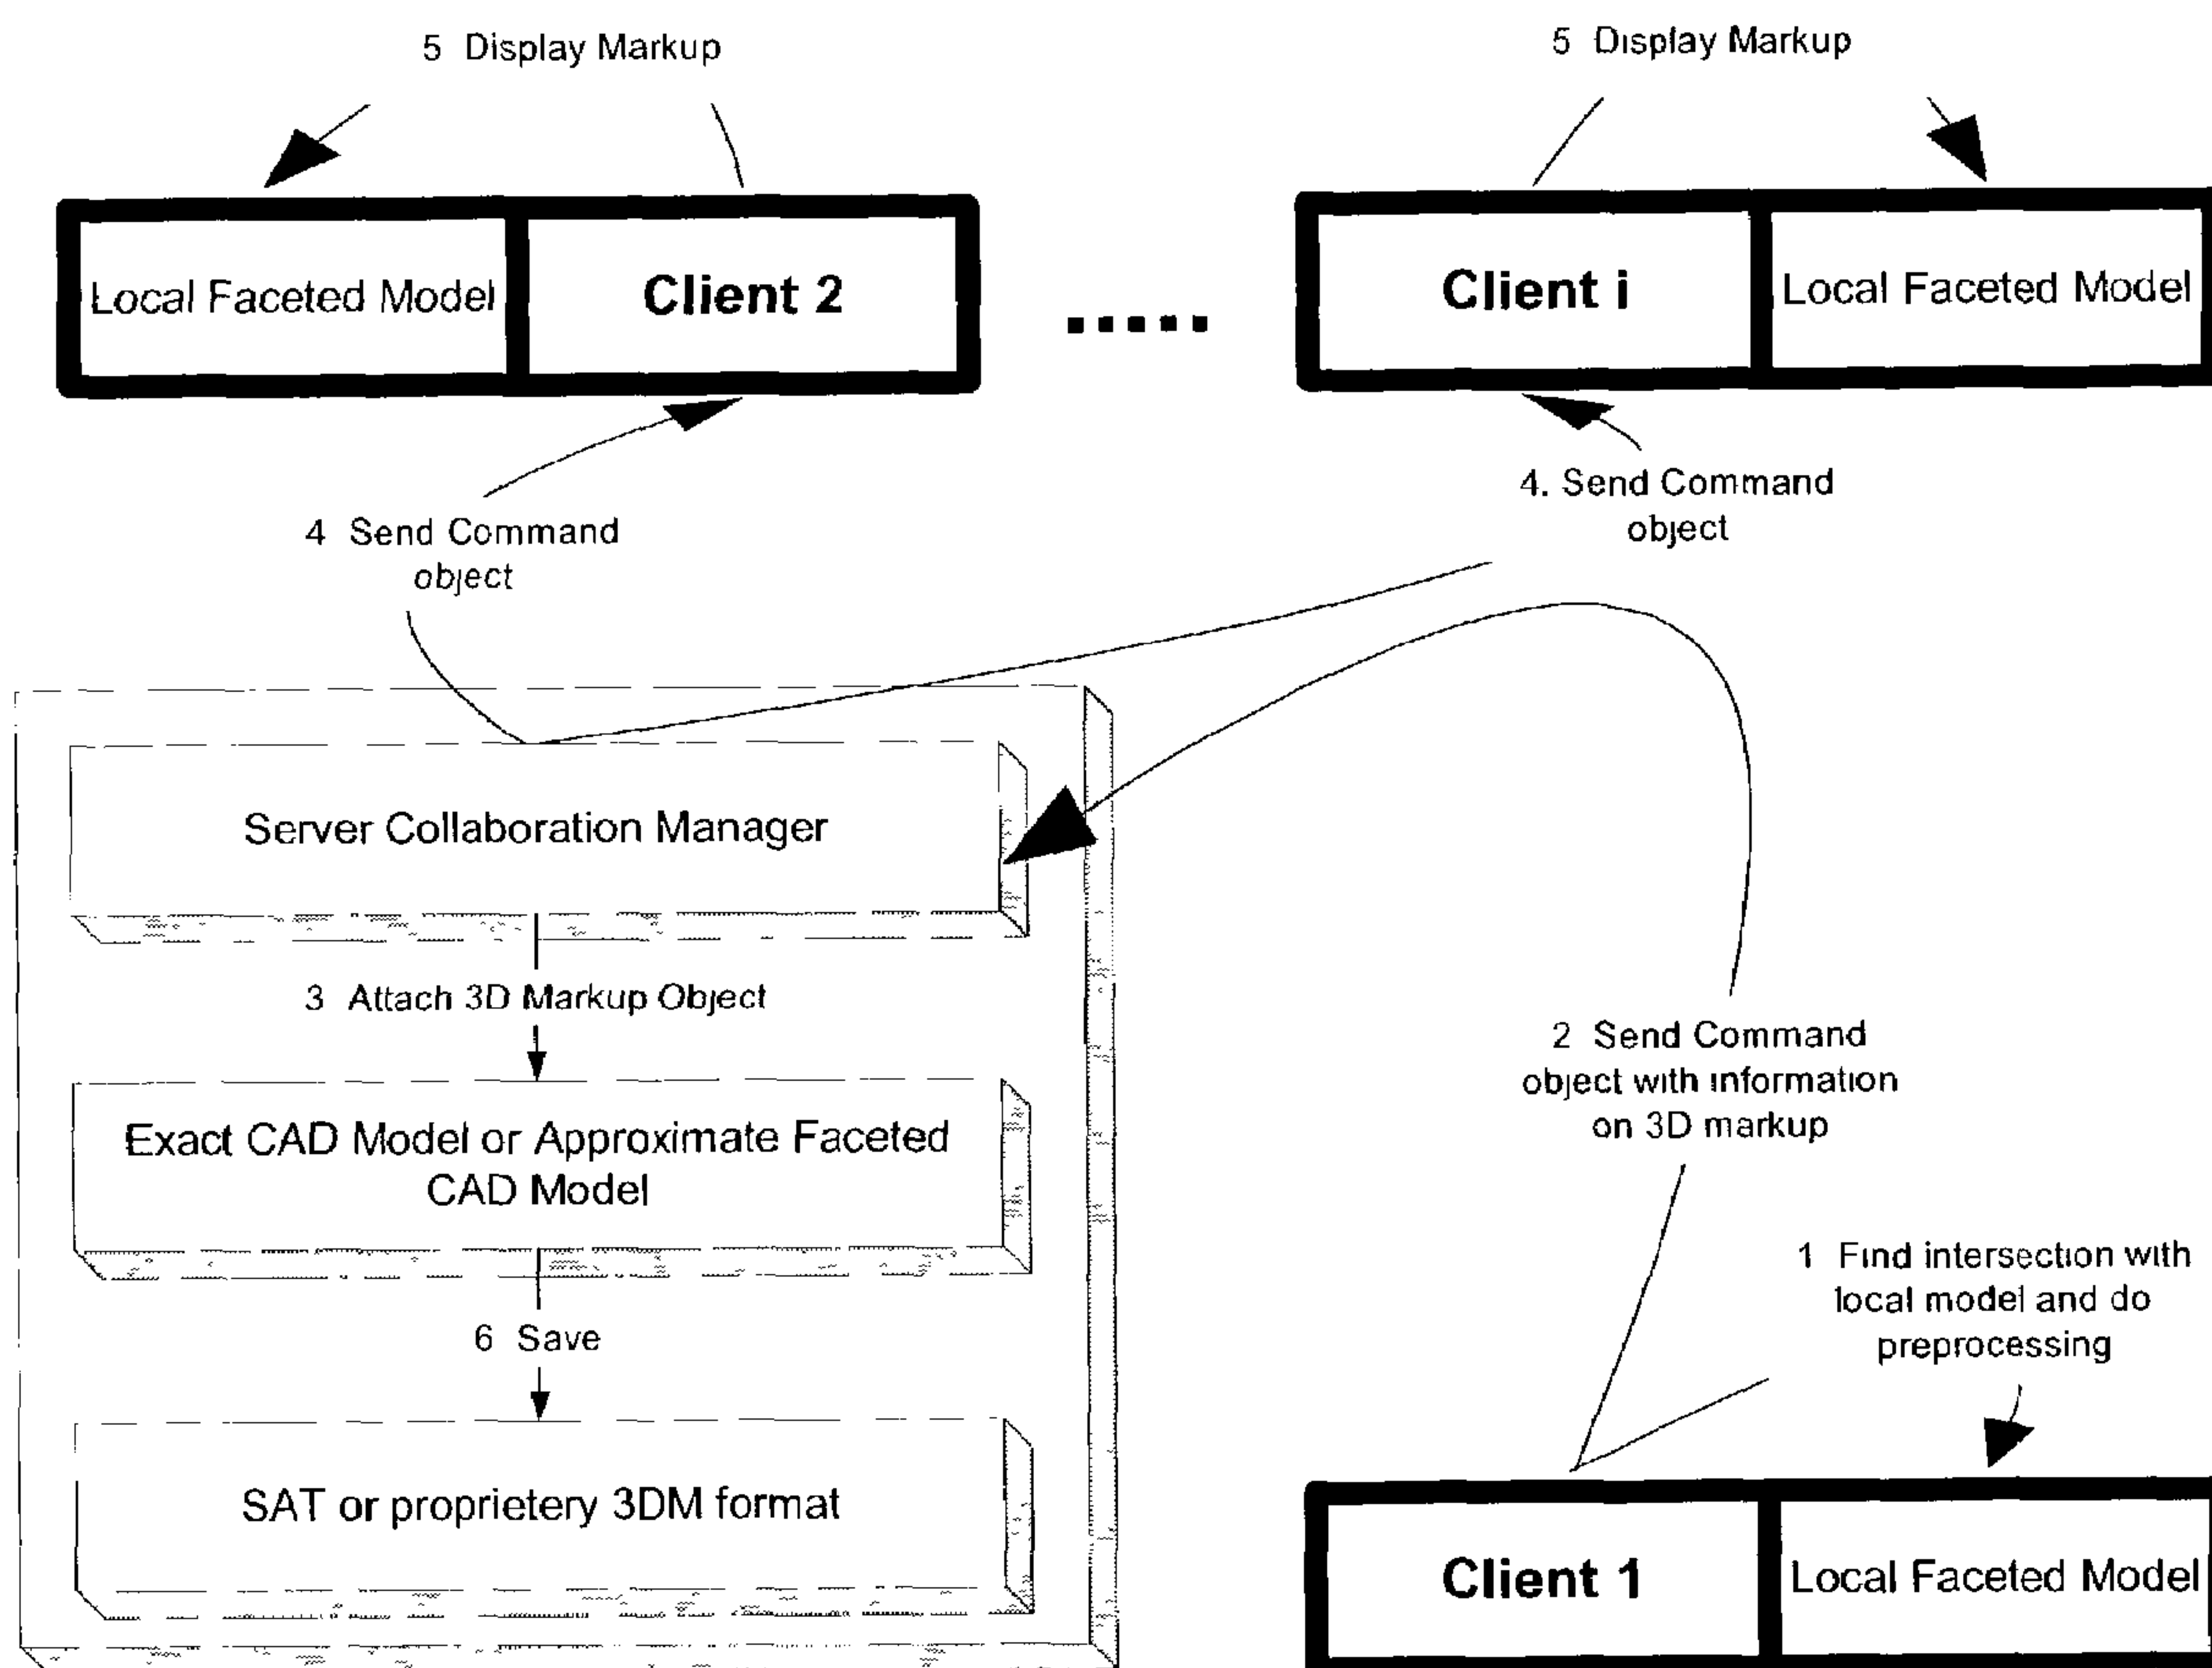 5 Display Markup
5 Display Markup
Local Faceted Model
Client 2
.....
Client i
Local Faceted Model
4 Send Command
object
4. Send Command
object
Server Collaboration Manager
3 Attach 3D Markup Object
Exact CAD Model or Approximate Faceted
CAD Model
6 Save
SAT or proprietery 3DM format
2 Send Command
object with information
on 3D markup
1 Find intersection with
local model and do
preprocessing
Client 1
Local Faceted Model